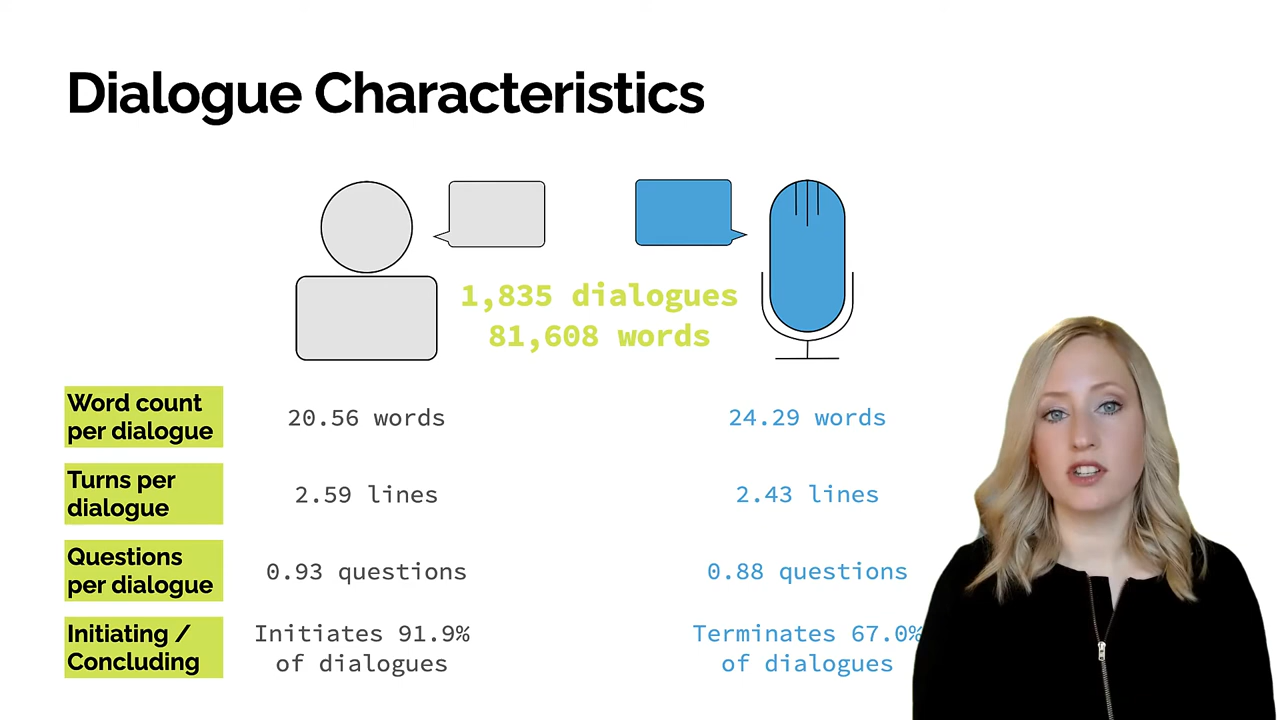 Dialogue Characteristics
1,835 dialogues
81,608 words
Word count
per dialogue
20.56 words
24.29 words
Turns per
dialogue
2.59 lines
2.43 lines
Questions
per dialogue
0.93 questions
0.88 questions
Initiating /
Concluding
Initiates 91.9%
of dialogues
Terminates 67.0%
of dialogues